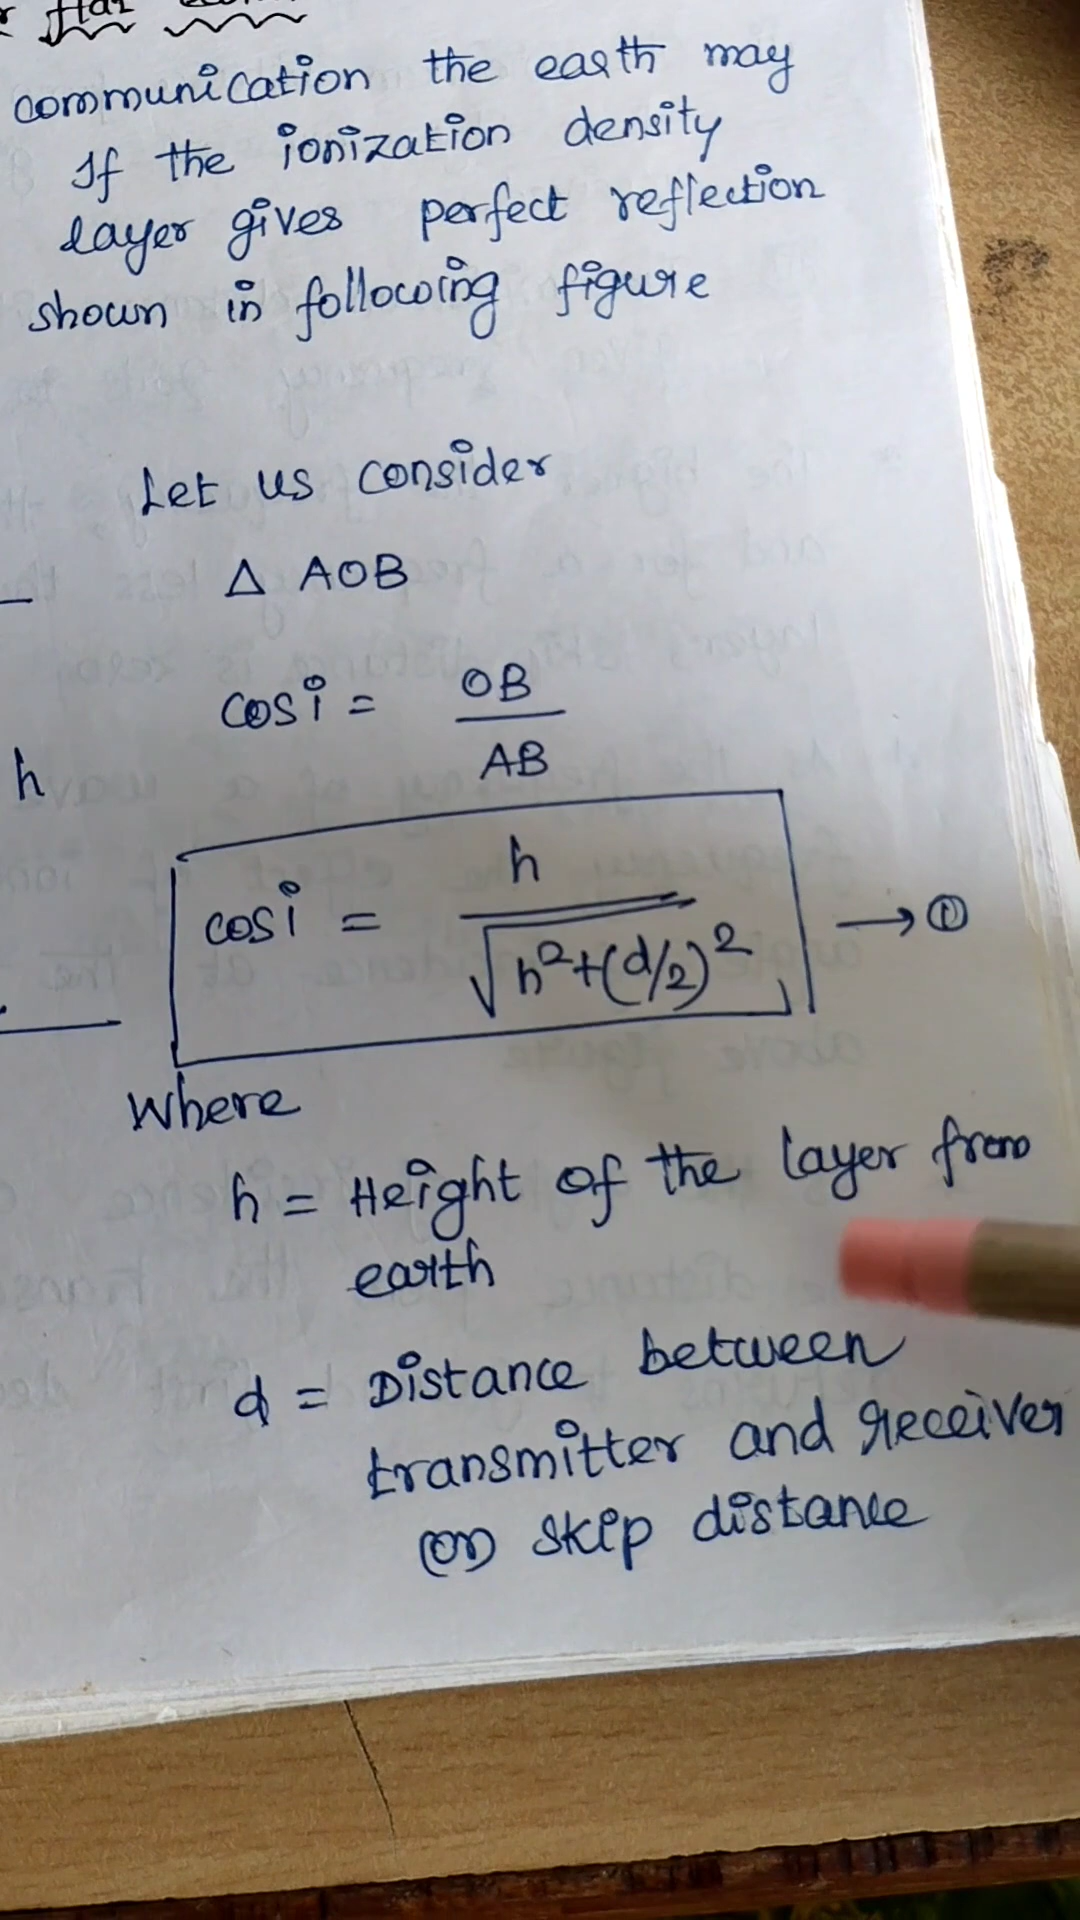 communication the earth may
If the ionization density
layer gives perfect reflection
shown in following figure
Let us consider
Δ AOB
cos i = OB / AB
h
cos i = h / √h²+(d/2)² → ①
Where
h = Height of the layer from
earth
d = Distance between
transmitter and receiver
(or) skip distance